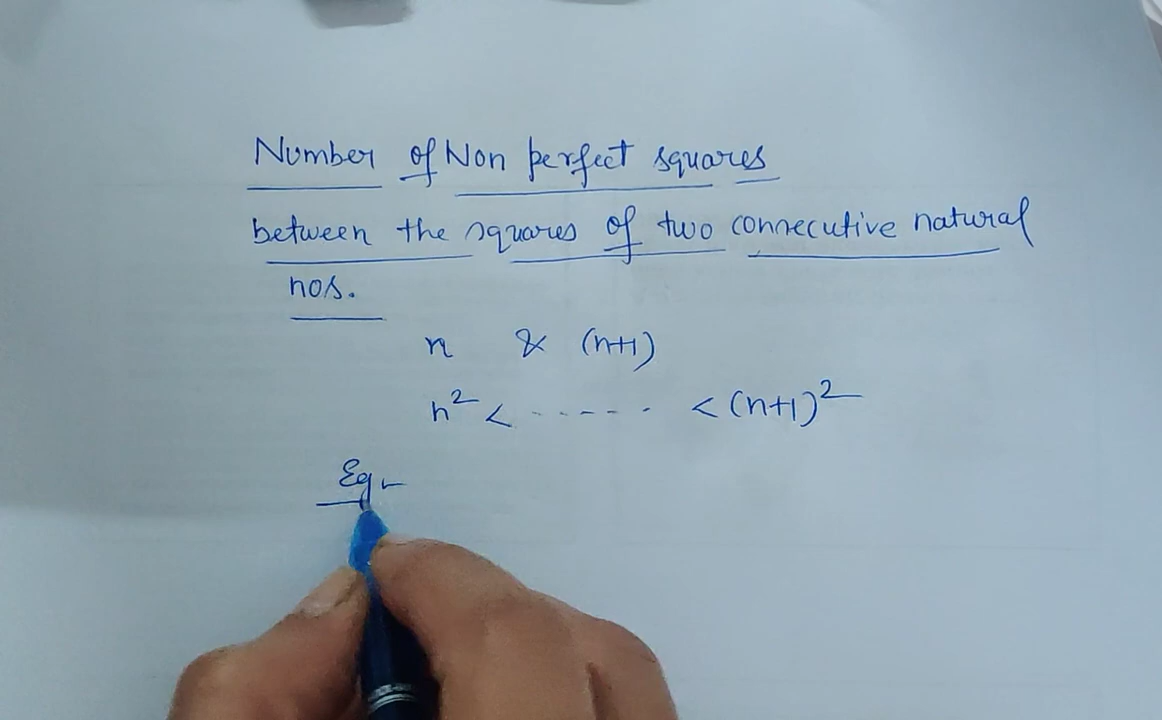 Number of Non perfect squares
between the squares of two consecutive natural
nos.
n & (n+1)
n² < ----- < (n+1)²
Eg -